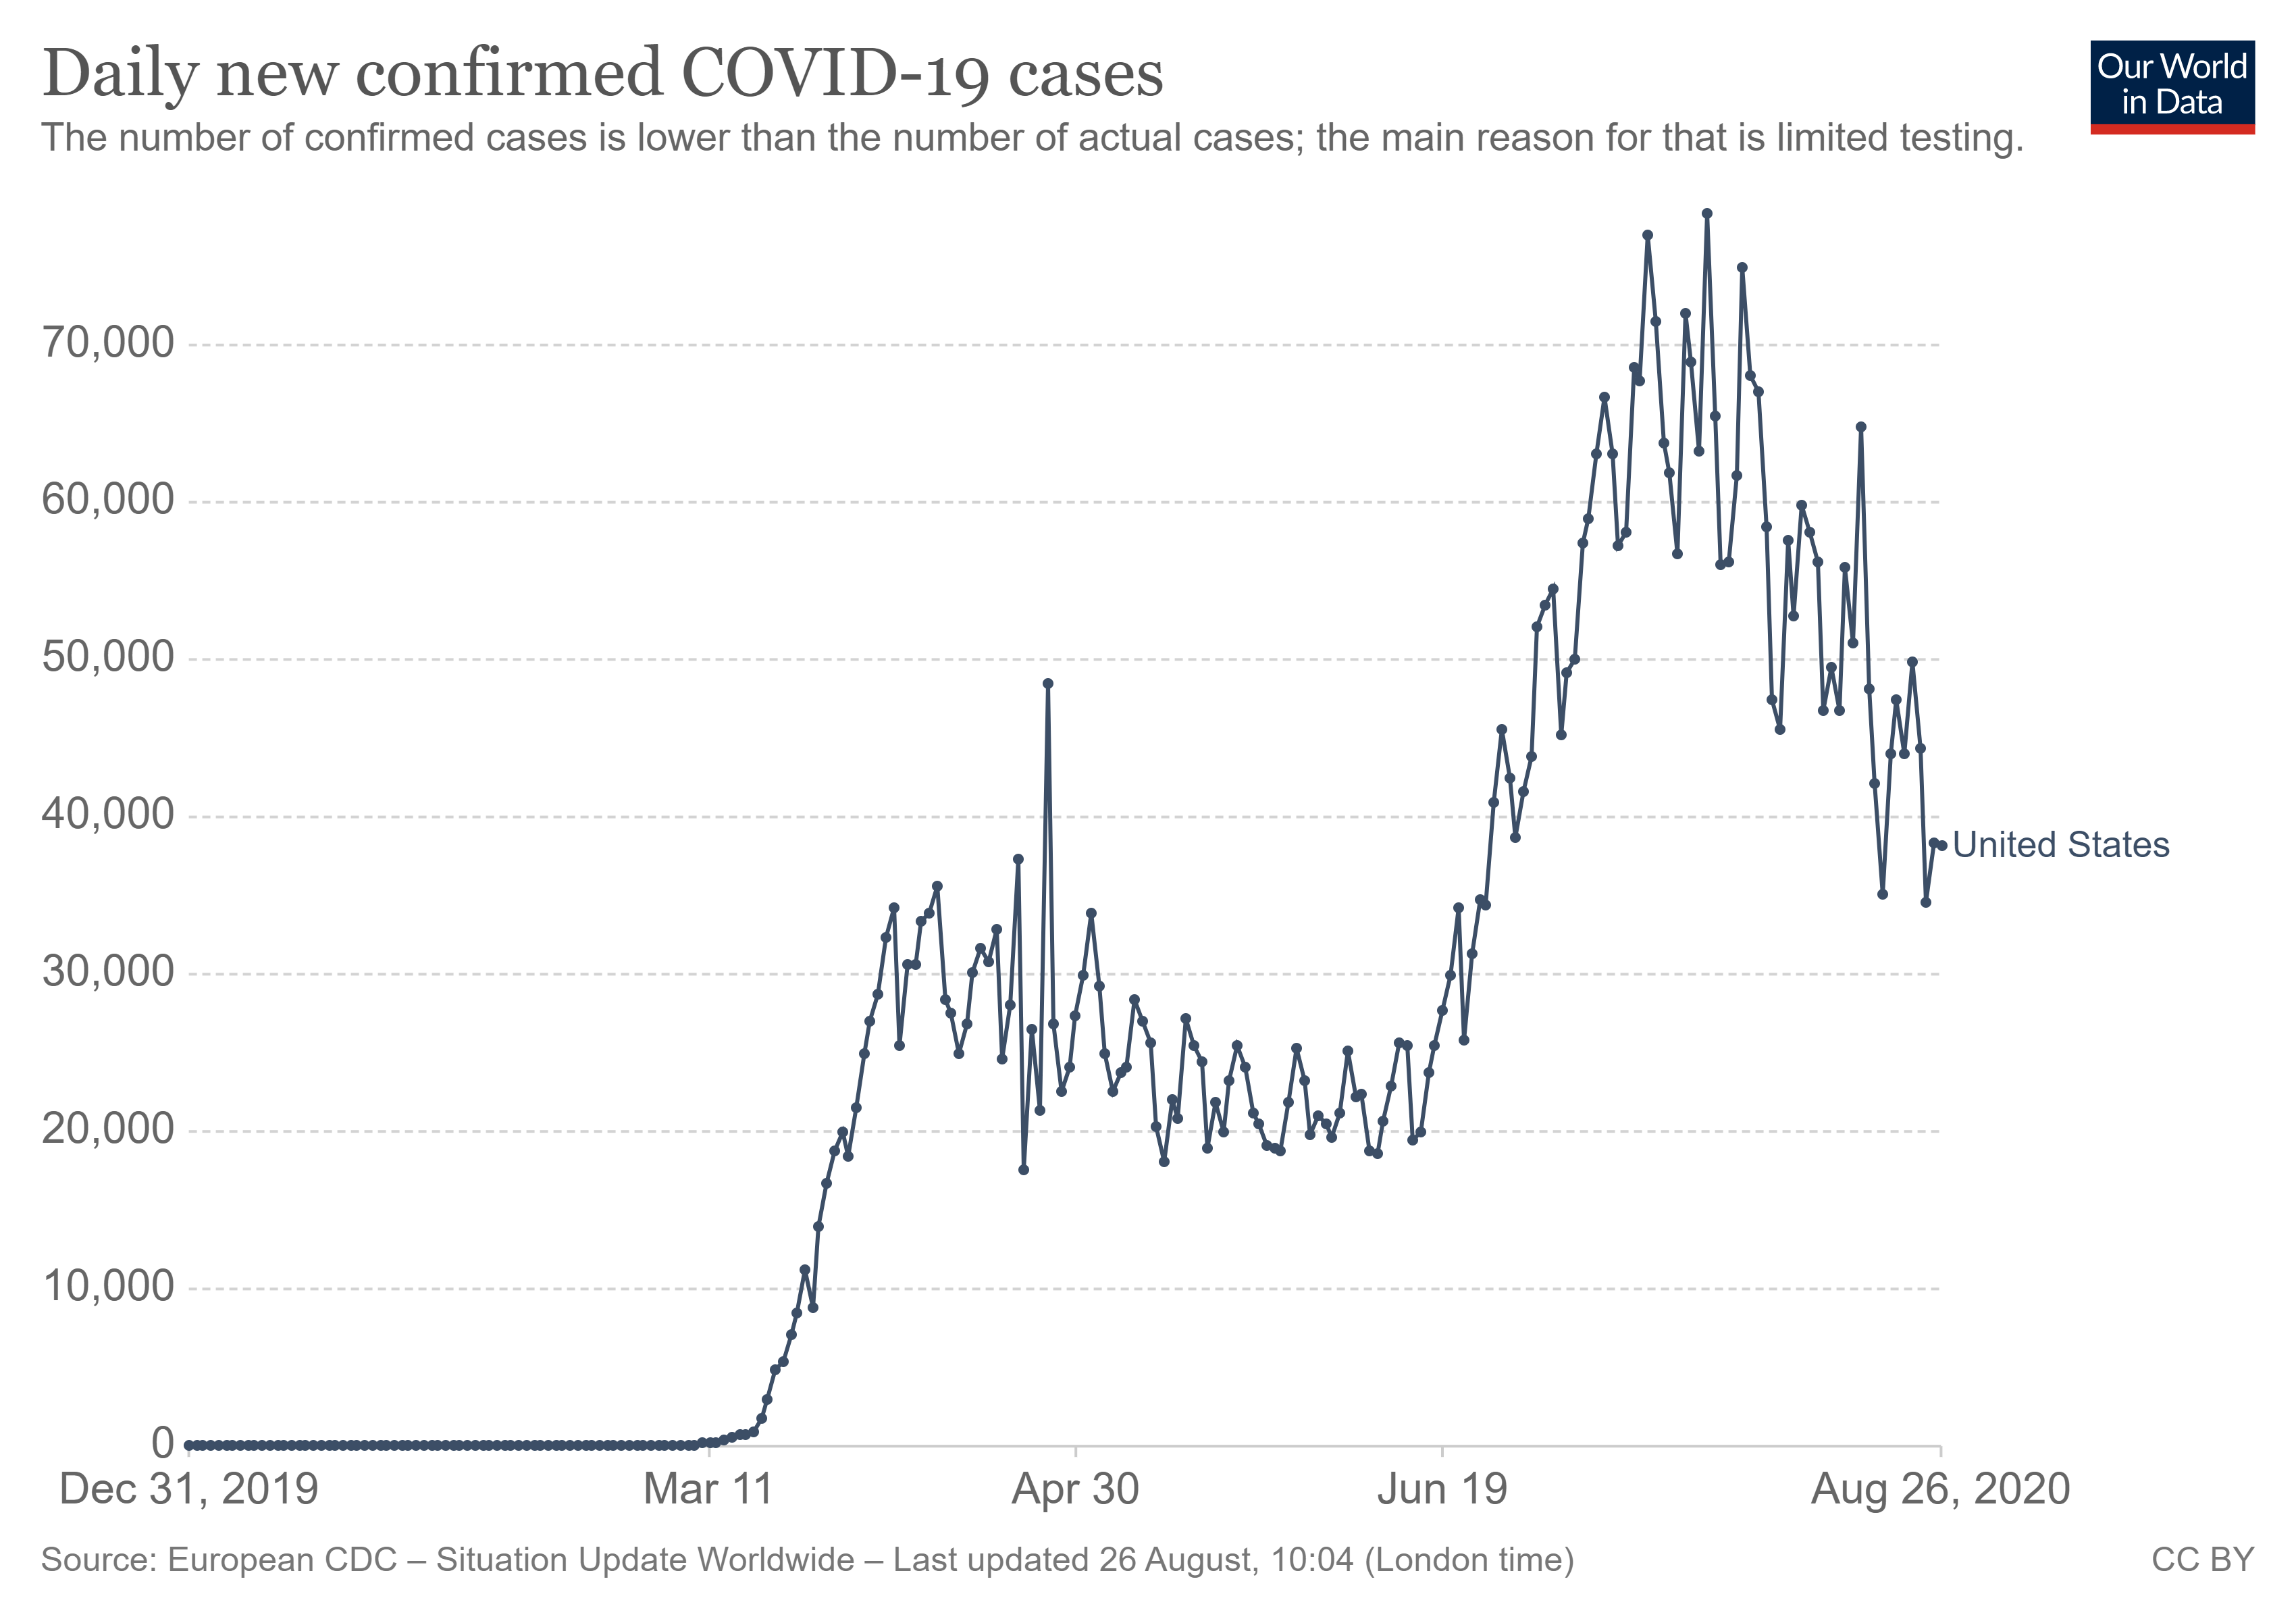 Daily new confirmed COVID-19 cases
Our World
in Data
The number of confirmed cases is lower than the number of actual cases; the main reason for that is limited testing.
70,000
60,000
50,000
40,000
United States
30,000
20,000
10,000
0
Dec 31, 2019
Mar 11
Apr 30
Jun 19
Aug 26, 2020
Source: European CDC – Situation Update Worldwide – Last updated 26 August, 10:04 (London time)
CC BY